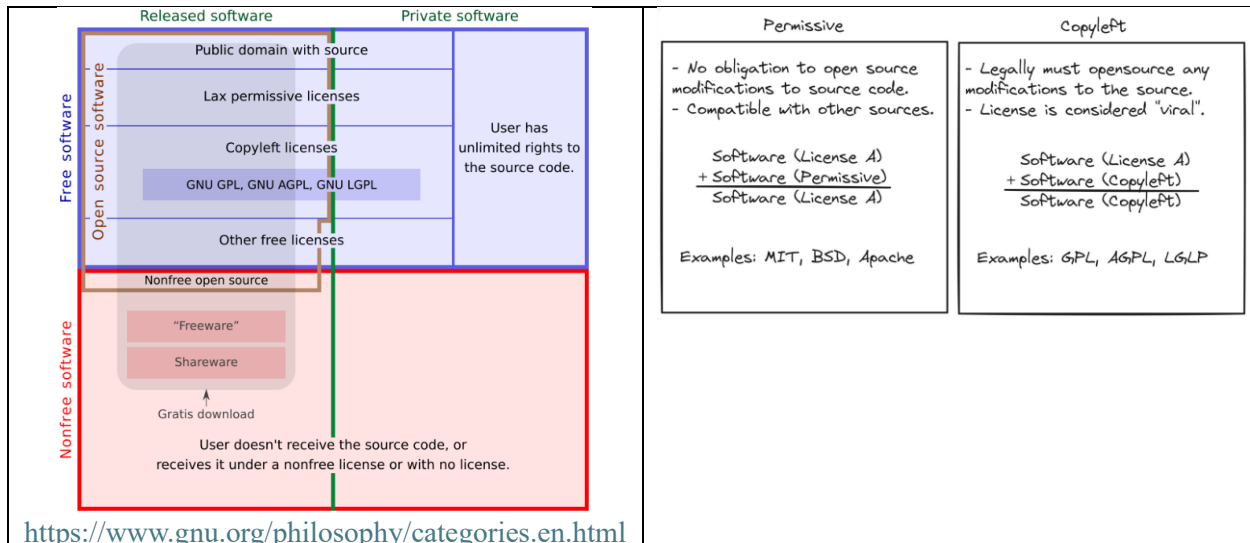 Released software
Private software
Free software
Open source software
Public domain with source
Lax permissive licenses
Copyleft licenses
GNU GPL, GNU AGPL, GNU LGPL
Other free licenses
User has
unlimited rights to
the source code.
Nonfree software
Nonfree open source
“Freeware”
Shareware
Gratis download
User doesn't receive the source code, or
receives it under a nonfree license or with no license.
https://www.gnu.org/philosophy/categories.en.html
Permissive
- No obligation to open source
modifications to source code.
- Compatible with other sources.
Software (License A)
+ Software (Permissive)
Software (License A)
Examples: MIT, BSD, Apache
Copyleft
- Legally must opensource any
modifications to the source.
- License is considered "viral".
Software (License A)
+ Software (Copyleft)
Software (Copyleft)
Examples: GPL, AGPL, LGLP